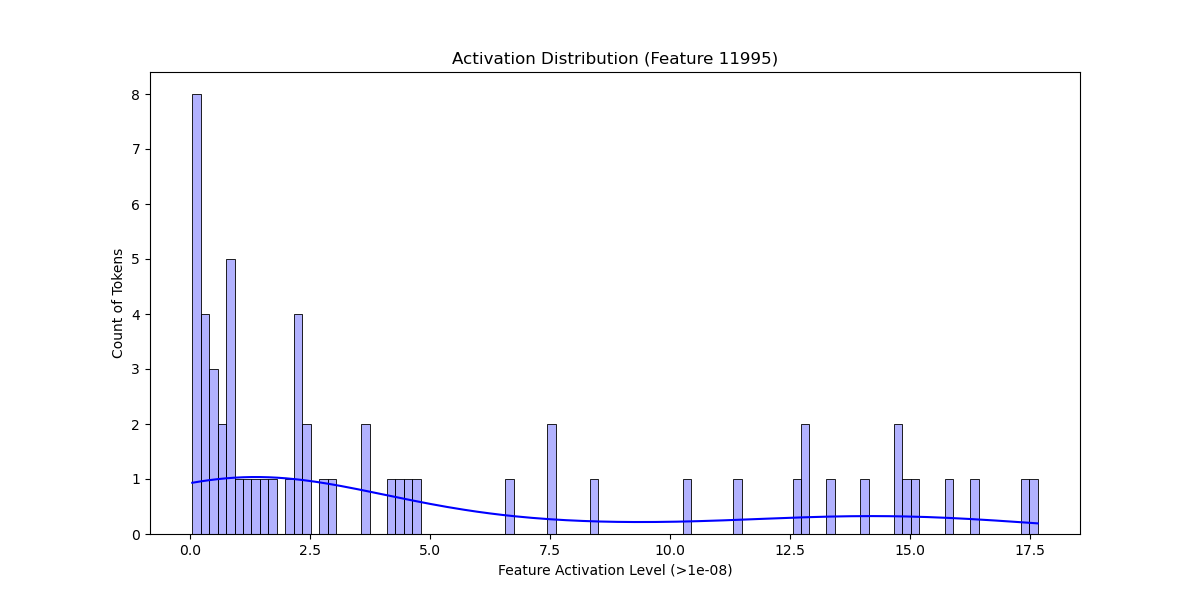 Activation Distribution (Feature 11995)
Count of Tokens
8
7
6
5
4
3
2
1
0
0.0 2.5 5.0 7.5 10.0 12.5 15.0 17.5
Feature Activation Level (>1e-08)